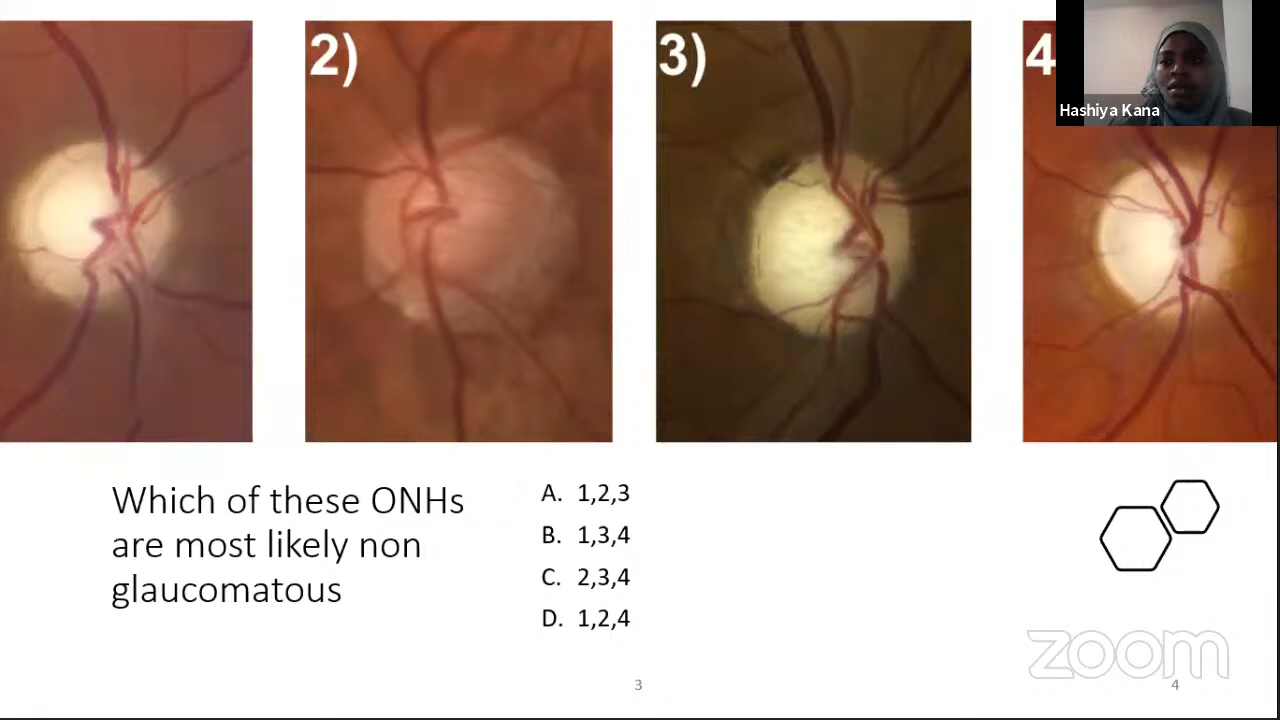 2)
3)
4
Hashiya Kana
Which of these ONHs
are most likely non
glaucomatous
A. 1,2,3
B. 1,3,4
C. 2,3,4
D. 1,2,4
zoom
3
4